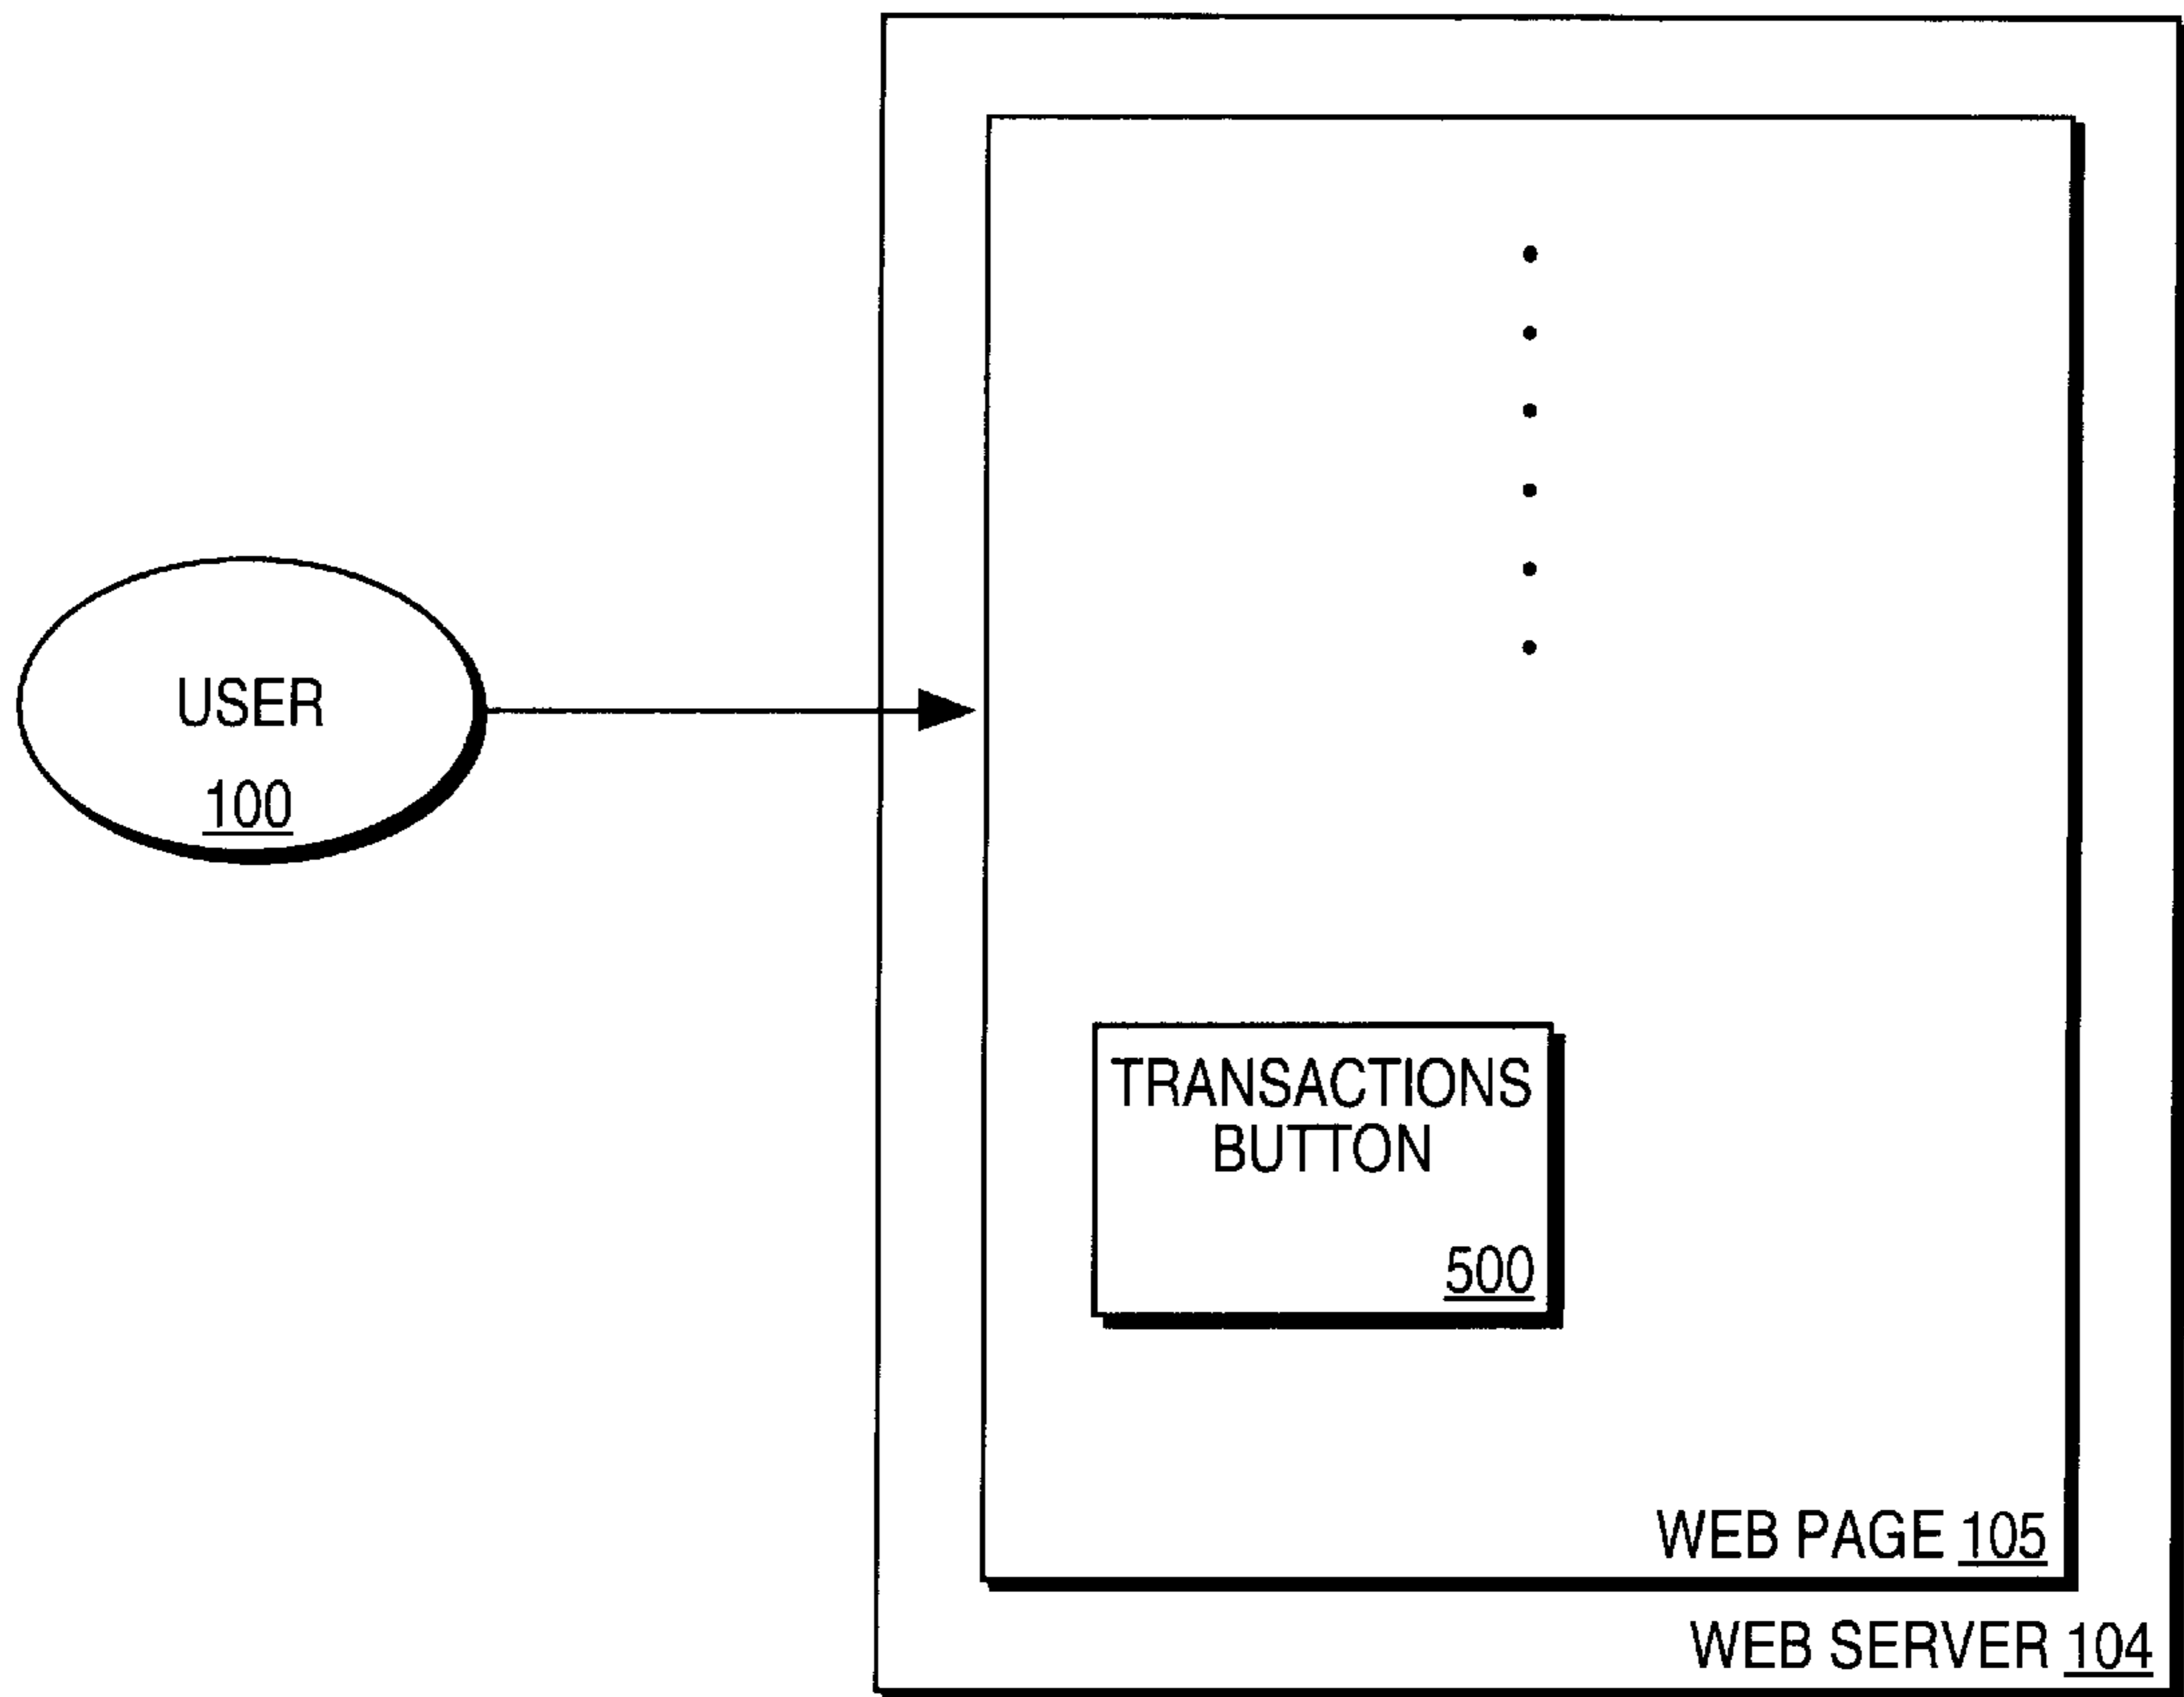 USER
100
TRANSACTIONS
BUTTON
500
WEB PAGE 105
WEB SERVER 104